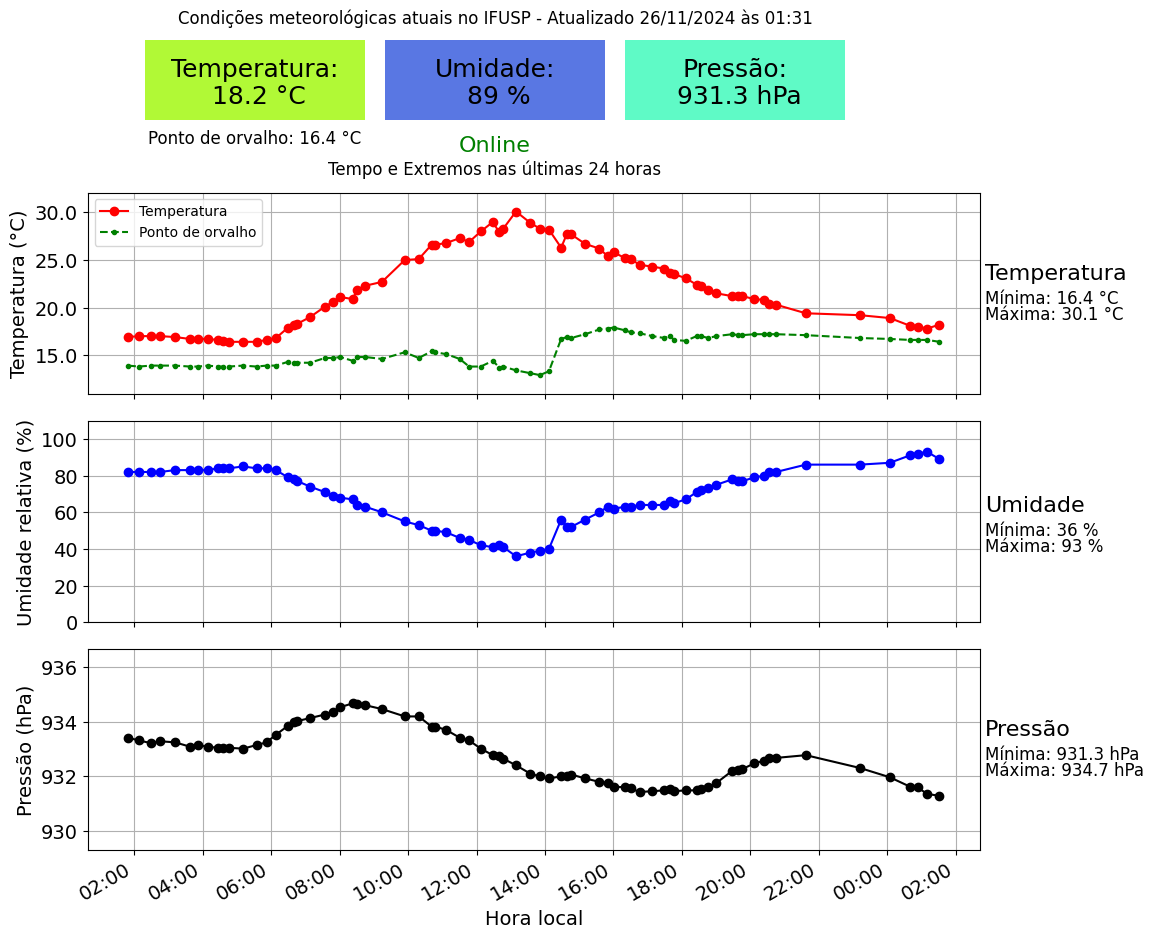 Condições meteorológicas atuais no IFUSP - Atualizado 26/11/2024 às 01:31
Temperatura:
18.2 °C
Umidade:
89 %
Pressão:
931.3 hPa
Ponto de orvalho: 16.4 °C
Online
Tempo e Extremos nas últimas 24 horas
Temperatura (°C)
30.0
25.0
20.0
15.0
Temperatura
Ponto de orvalho
Temperatura
Mínima: 16.4 °C
Máxima: 30.1 °C
Umidade relativa (%)
100
80
60
40
20
0
Umidade
Mínima: 36 %
Máxima: 93 %
Pressão (hPa)
936
934
932
930
Pressão
Mínima: 931.3 hPa
Máxima: 934.7 hPa
02:00 04:00 06:00 08:00 10:00 12:00 14:00 16:00 18:00 20:00 22:00 00:00 02:00
Hora local